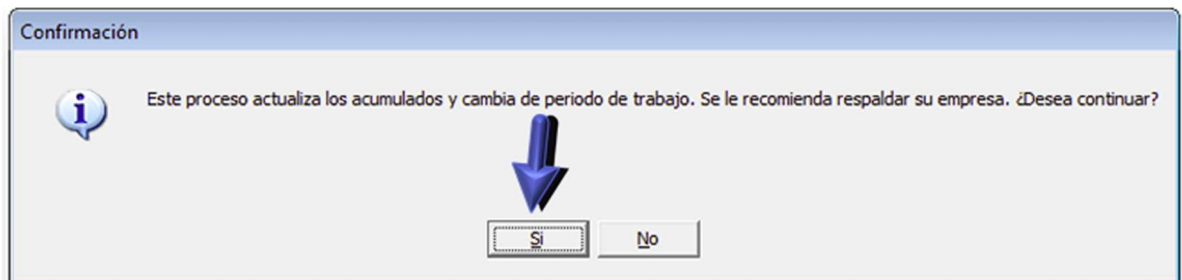 Confirmación
Este proceso actualiza los acumulados y cambia de periodo de trabajo. Se le recomienda respaldar su empresa. ¿Desea continuar?
Si
No